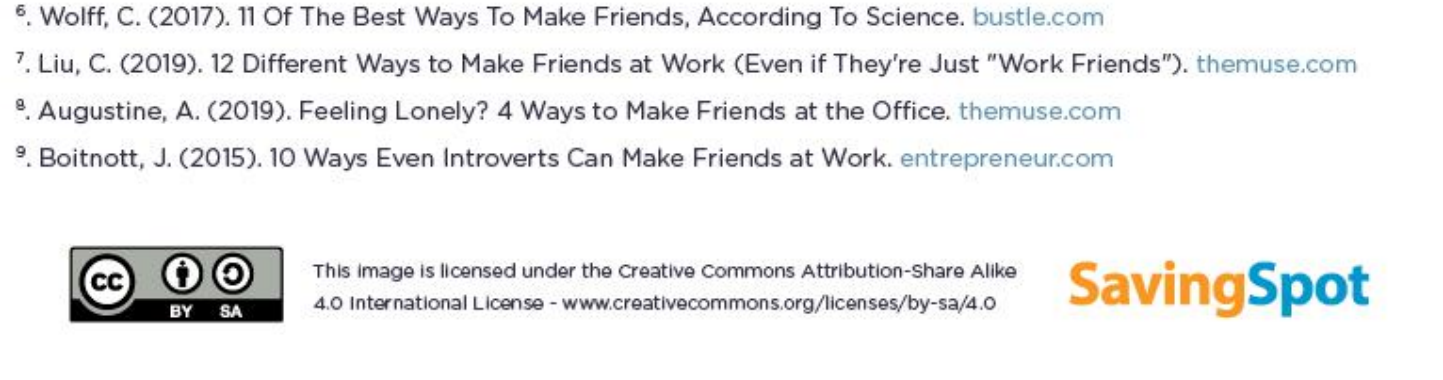 ⁶. Wolff, C. (2017). 11 Of The Best Ways To Make Friends, According To Science. bustle.com
⁷. Liu, C. (2019). 12 Different Ways to Make Friends at Work (Even if They're Just "Work Friends"). themuse.com
⁸. Augustine, A. (2019). Feeling Lonely? 4 Ways to Make Friends at the Office. themuse.com
⁹. Boitnott, J. (2015). 10 Ways Even Introverts Can Make Friends at Work. entrepreneur.com
cc
BY SA
This image is licensed under the Creative Commons Attribution-Share Alike
4.0 International License - www.creativecommons.org/licenses/by-sa/4.0
SavingSpot